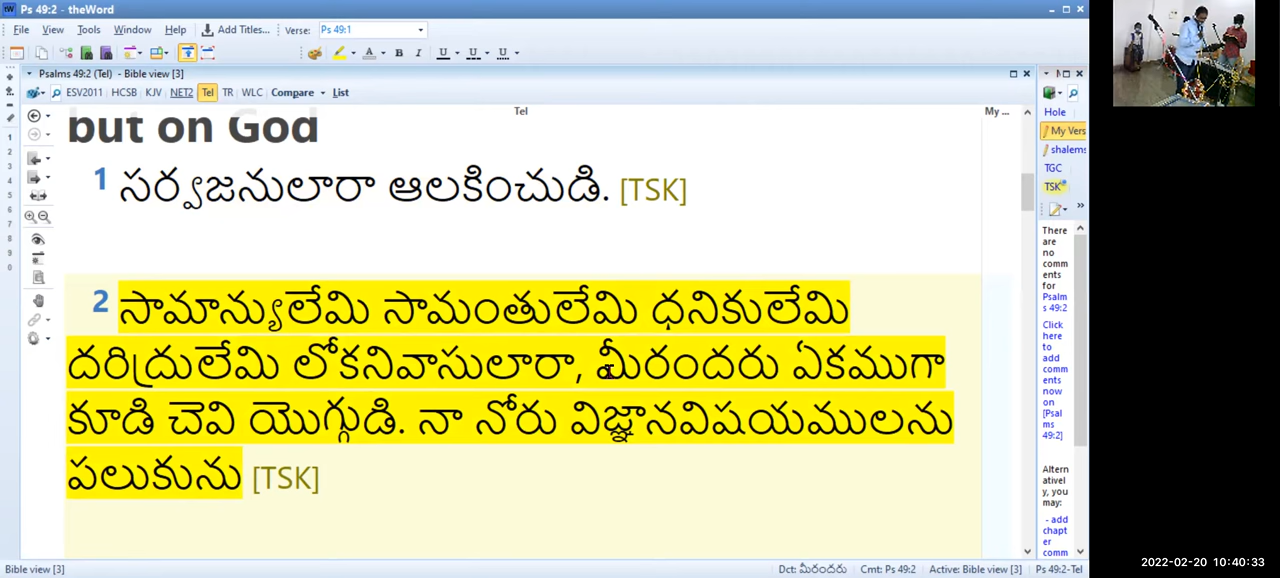 Ps 49:2 - theWord
File View Tools Window Help Add Titles... Verse: Ps 49:1
Psalms 49:2 (Tel) - Bible view [3]
ESV2011 HCSB KJV NET2 Tel TR WLC Compare List
Tel My ...
but on God
1 సర్వజనులారా ఆలకించుడి. [TSK]
2 సామాన్యులేమి సామంతులేమి ధనికులేమి
దరిద్రులేమి లోకనివాసులారా, మీరందరు ఏకముగా
కూడి చెవి యొగ్గుడి. నా నోరు విజ్ఞానవిషయములను
పలుకును [TSK]
Hole
My Vers
shalems
TGC
TSK
There
are
no
comm
ents
for
Psalm
s 49:2
Click
here
to
add
comm
ents
now
on
[Psal
ms
49:2]
Altern
ativel
y, you
may:
- add
chapt
er
comm
Bible view [3] Dct: మీరందరు Cmt: Ps 49:2 Active: Bible view [3] Ps 49:2-Tel
2022-02-20 10:40:33